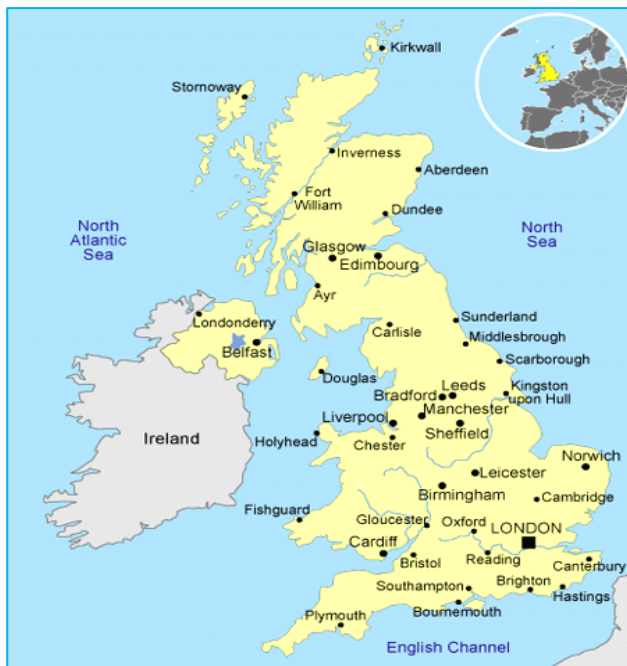 Kirkwall
Stornoway
Inverness
Aberdeen
Fort
William
Dundee
North
Atlantic
Sea
North
Sea
Glasgow
Edimbourg
Ayr
Londonderry
Sunderland
Carlisle
Middlesbrough
Belfast
Scarborough
Douglas
Leeds
Bradford
Kingston
upon Hull
Manchester
Liverpool
Sheffield
Ireland
Holyhead
Chester
Norwich
Leicester
Birmingham
Cambridge
Fishguard
Gloucester
Oxford
LONDON
Cardiff
Bristol
Reading
Canterbury
Southampton
Brighton
Hastings
Bournemouth
Plymouth
English Channel